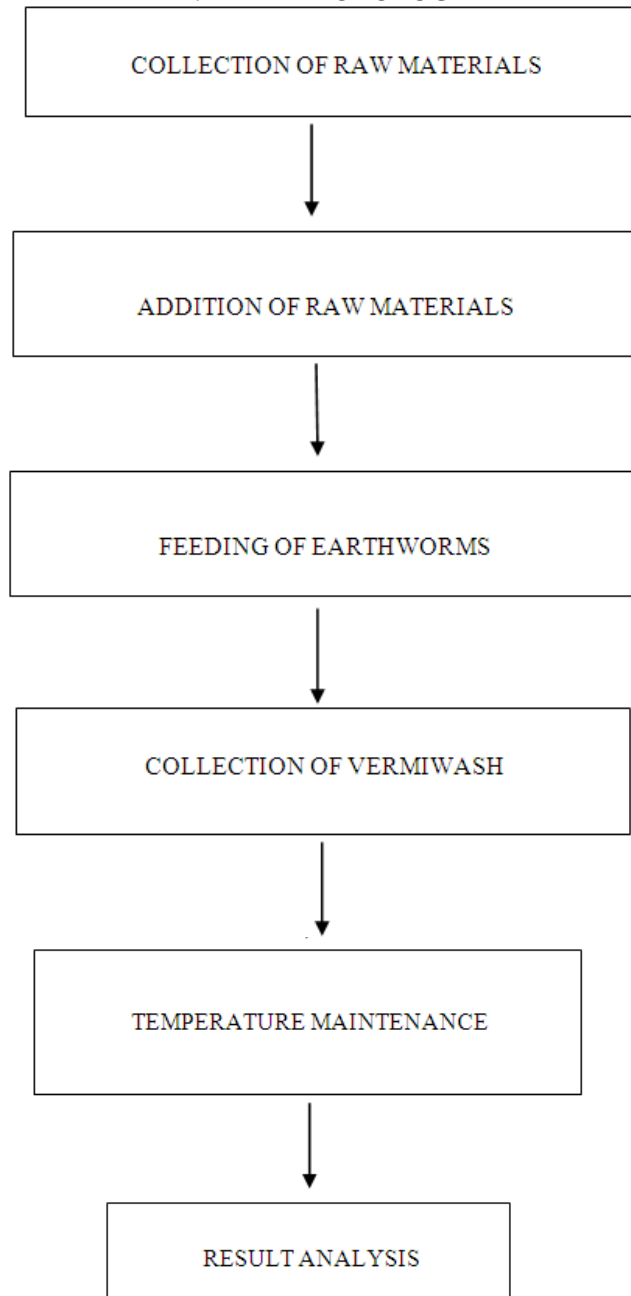 COLLECTION OF RAW MATERIALS
ADDITION OF RAW MATERIALS
FEEDING OF EARTHWORMS
COLLECTION OF VERMIWASH
TEMPERATURE MAINTENANCE
RESULT ANALYSIS